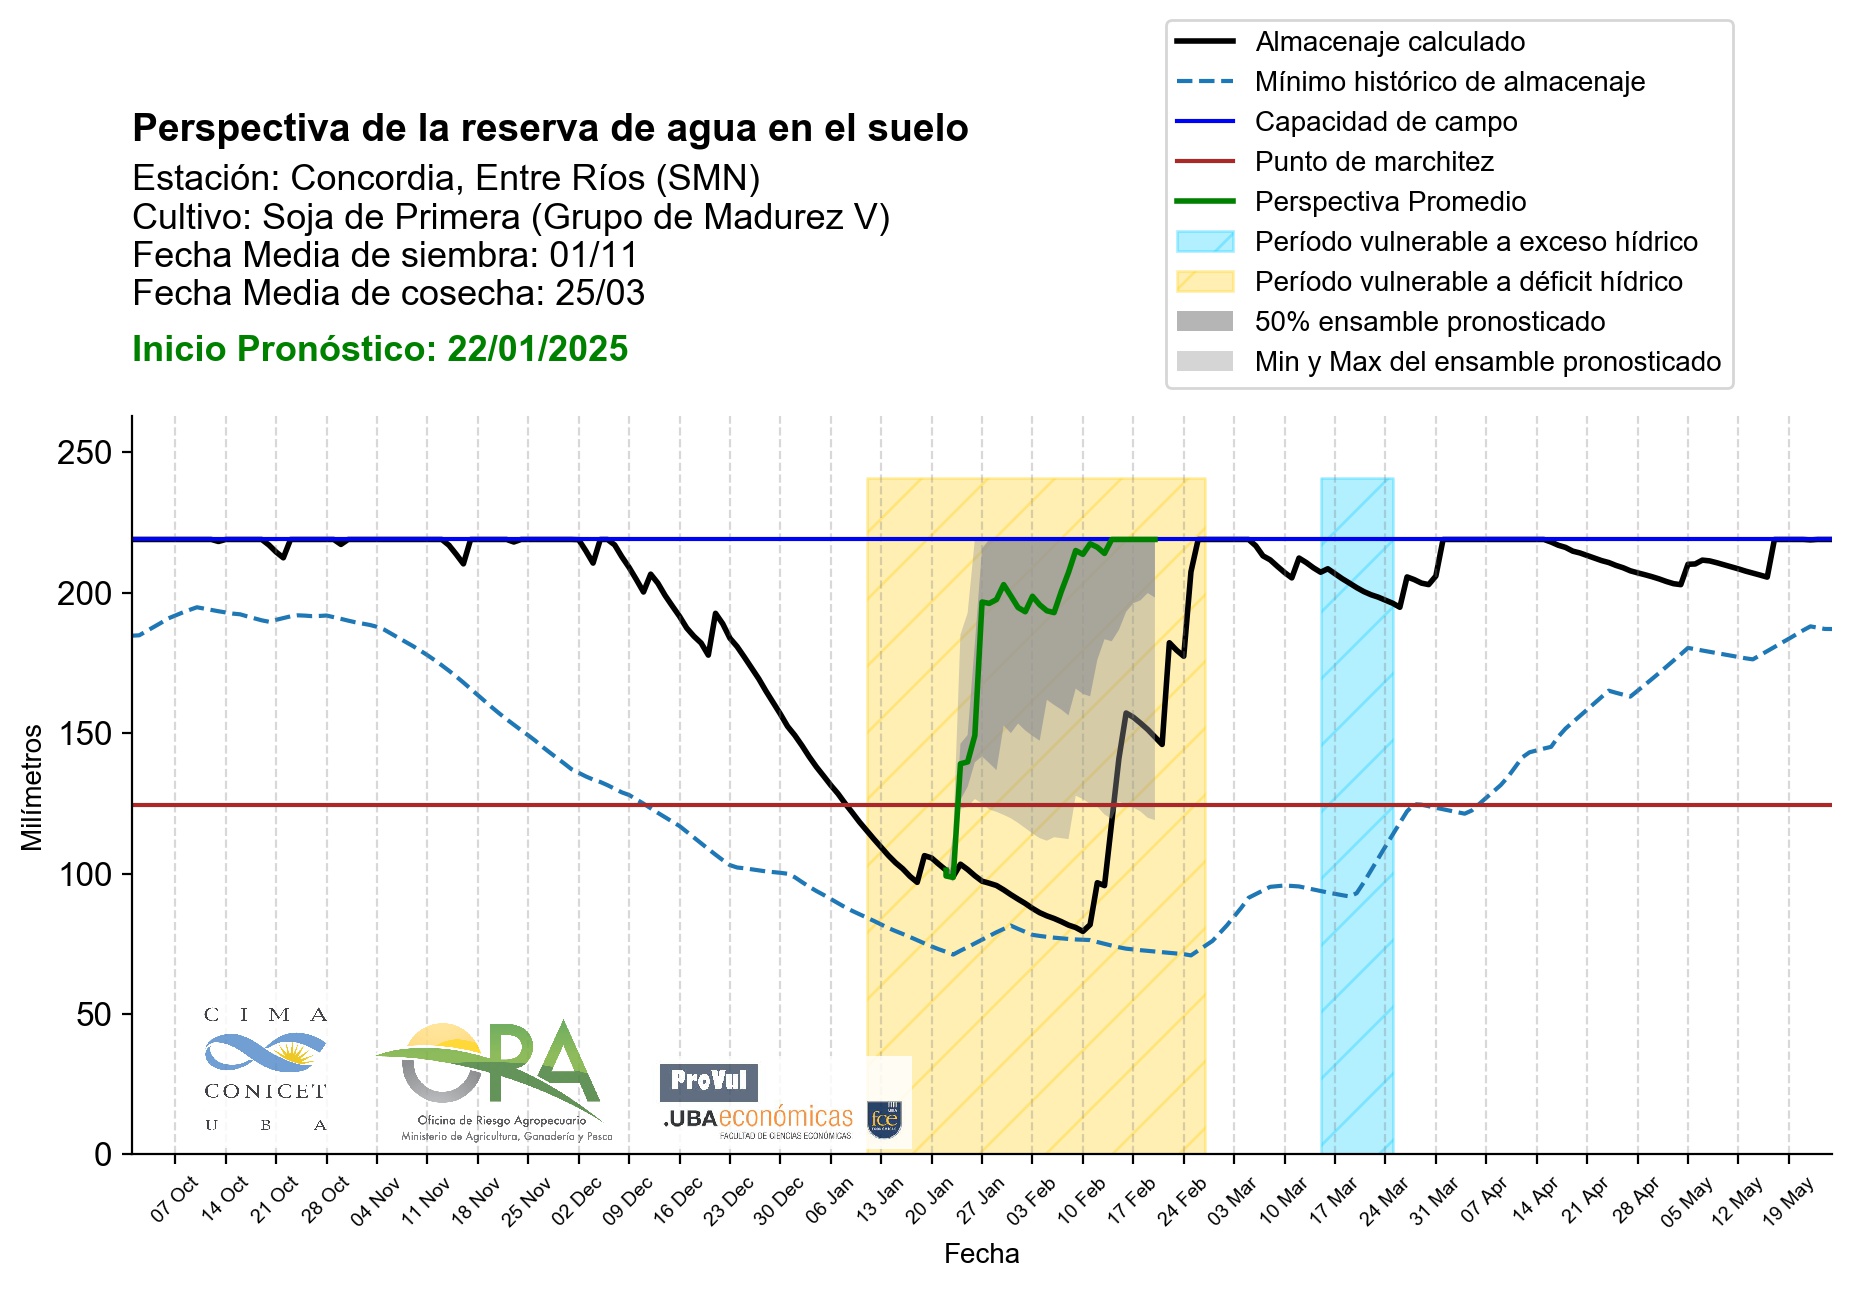 Almacenaje calculado
Mínimo histórico de almacenaje
Capacidad de campo
Punto de marchitez
Perspectiva Promedio
Período vulnerable a exceso hídrico
Período vulnerable a déficit hídrico
50% ensamble pronosticado
Min y Max del ensamble pronosticado
Perspectiva de la reserva de agua en el suelo
Estación: Concordia, Entre Ríos (SMN)
Cultivo: Soja de Primera (Grupo de Madurez V)
Fecha Media de siembra: 01/11
Fecha Media de cosecha: 25/03
Inicio Pronóstico: 22/01/2025
250
200
150
100
50
0
Milímetros
CIMA
CONICET
UBA
OPA
Oficina de Riesgo Agropecuario
Ministerio de Agricultura, Ganadería y Pesca
ProVul
.UBAeconómicas
FACULTAD DE CIENCIAS ECONÓMICAS
UBA
fce
07 Oct
14 Oct
21 Oct
28 Oct
04 Nov
11 Nov
18 Nov
25 Nov
02 Dec
09 Dec
16 Dec
23 Dec
30 Dec
06 Jan
13 Jan
20 Jan
27 Jan
03 Feb
10 Feb
17 Feb
24 Feb
03 Mar
10 Mar
17 Mar
24 Mar
31 Mar
07 Apr
14 Apr
21 Apr
28 Apr
05 May
12 May
19 May
Fecha